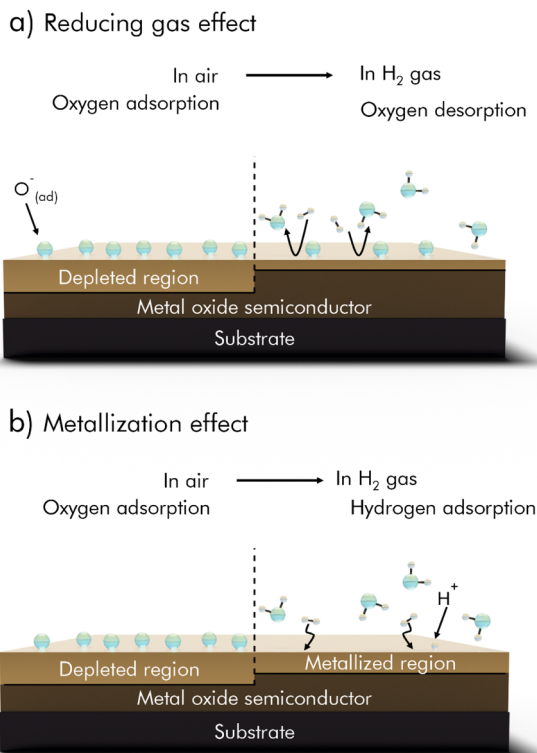 a) Reducing gas effect
In air
In H₂ gas
Oxygen adsorption
Oxygen desorption
O⁻(ad)
Depleted region
Metal oxide semiconductor
Substrate
b) Metallization effect
In air
In H₂ gas
Oxygen adsorption
Hydrogen adsorption
H⁺
Depleted region
Metallized region
Metal oxide semiconductor
Substrate